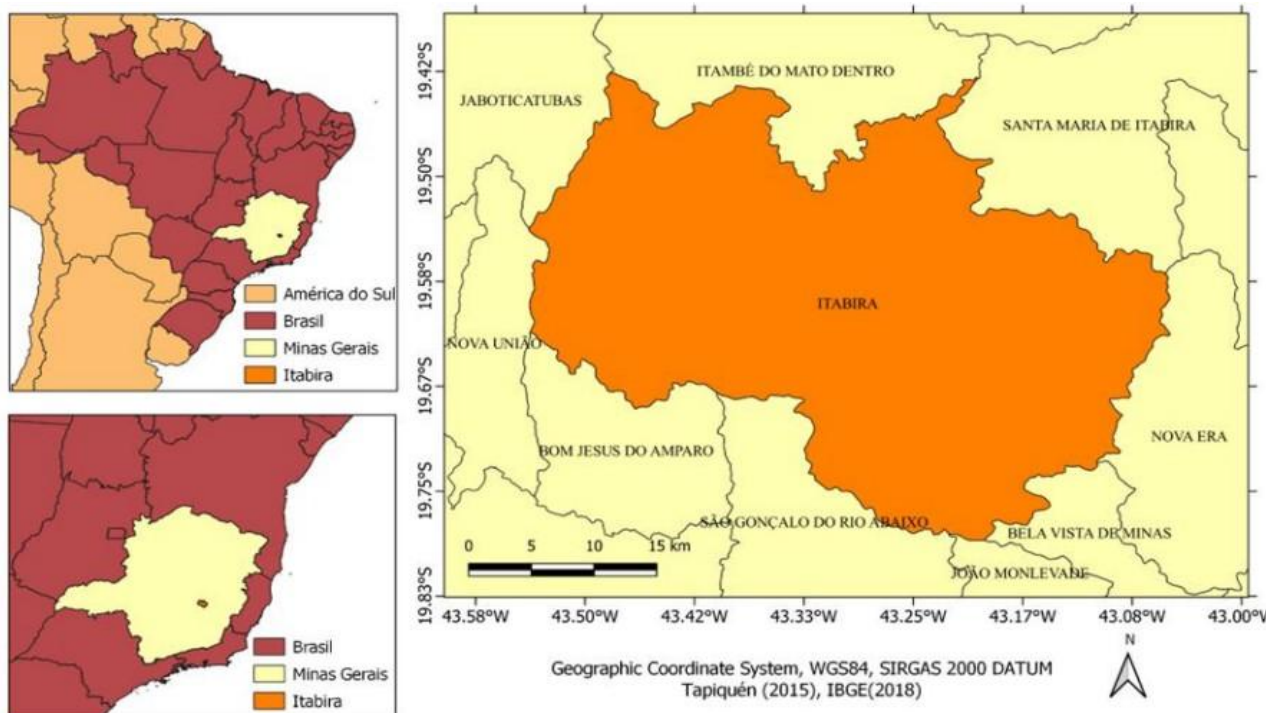 América do Sul
Brasil
Minas Gerais
Itabira
Brasil
Minas Gerais
Itabira
19.42°S
19.50°S
19.58°S
19.67°S
19.75°S
19.83°S
ITAMBÉ DO MATO DENTRO
JABOTICATUBAS
SANTA MARIA DE ITABIRA
ITABIRA
NOVA UNIÃO
BOM JESUS DO AMPARO
NOVA ERA
SÃO GONÇALO DO RIO ABAIXO
BELA VISTA DE MINAS
JOÃO MONLEVADE
0 5 10 15 km
43.58°W 43.50°W 43.42°W 43.33°W 43.25°W 43.17°W 43.08°W 43.00°W
Geographic Coordinate System, WGS84, SIRGAS 2000 DATUM
Tapiquén (2015), IBGE(2018)
N